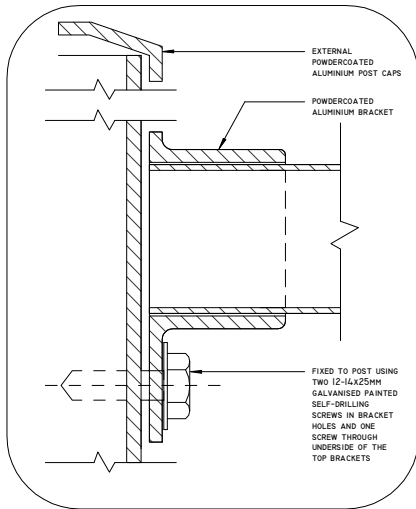 EXTERNAL
POWDERCOATED
ALUMINIUM POST CAPS
POWDERCOATED
ALUMINIUM BRACKET
FIXED TO POST USING
TWO 12-14X25MM
GALVANISED PAINTED
SELF-DRILLING
SCREWS IN BRACKET
HOLES AND ONE
SCREW THROUGH
UNDERSIDE OF THE
TOP BRACKETS